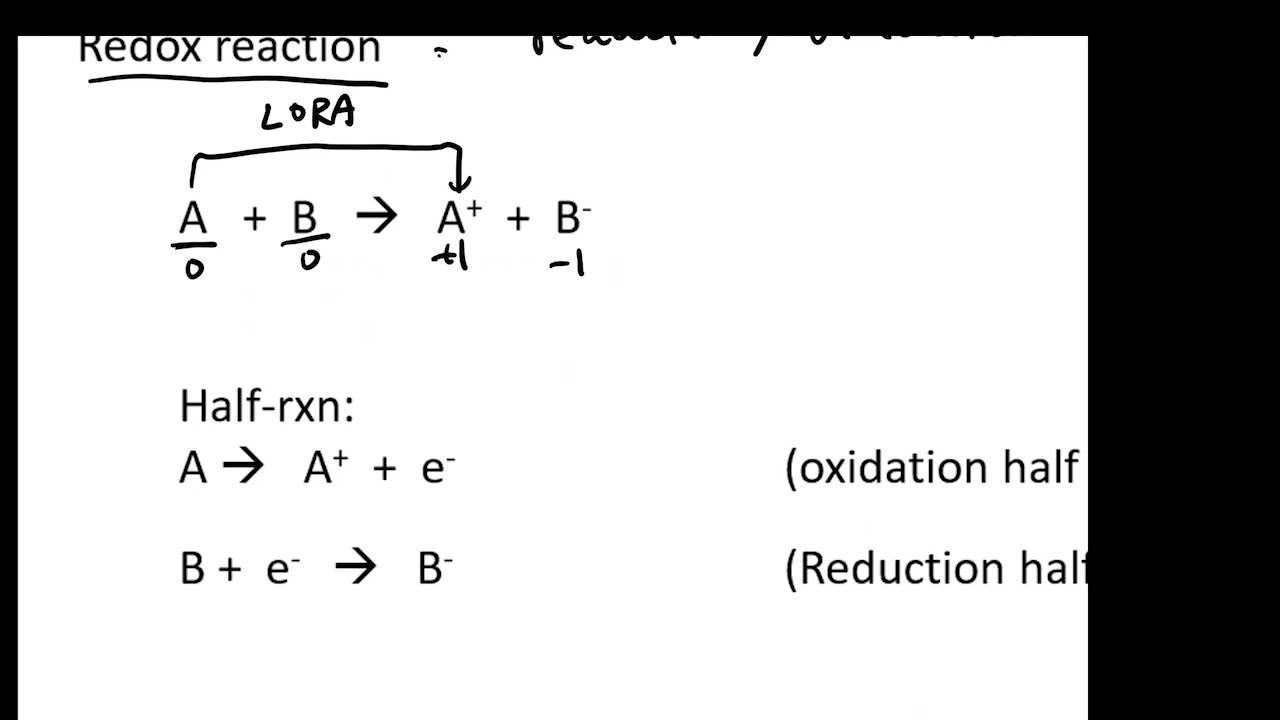 Redox reaction :
LORA
A + B → A⁺ + B⁻
0 0 +1 -1
Half-rxn:
A → A⁺ + e⁻ (oxidation half
B + e⁻ → B⁻ (Reduction half